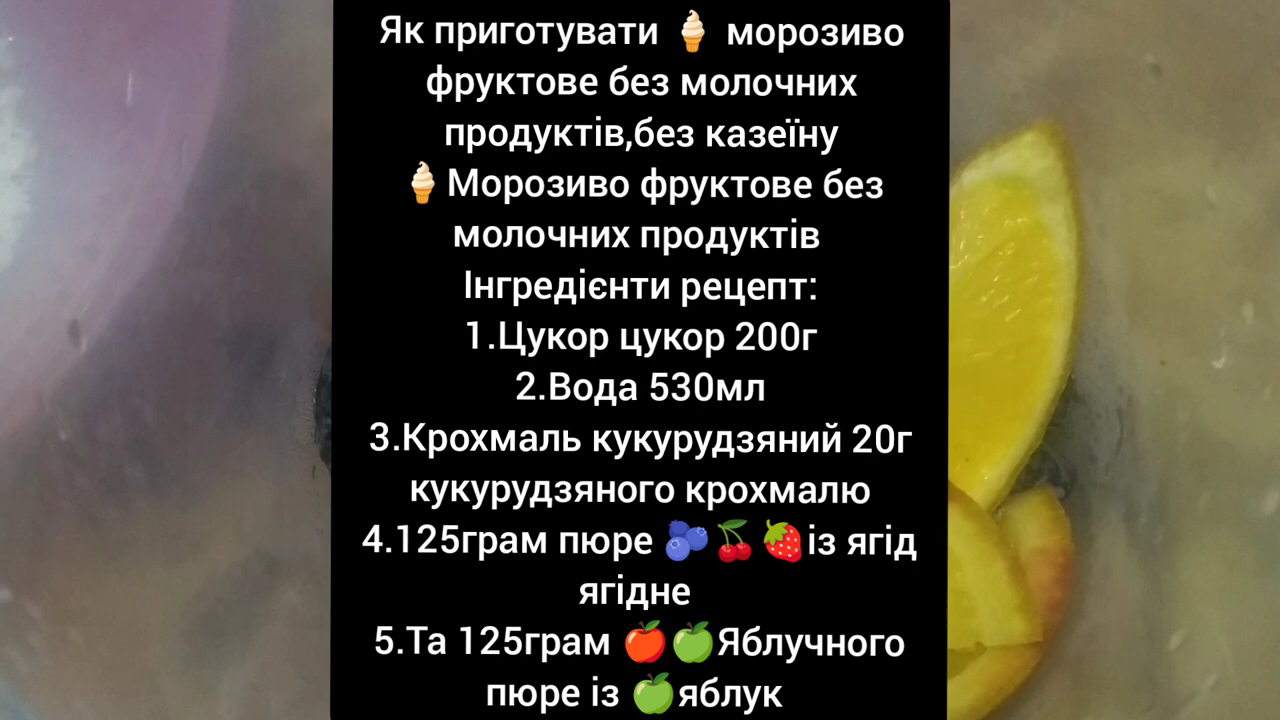 Як приготувати 🍦 морозиво
фруктове без молочних
продуктів,без казеїну
🍦Морозиво фруктове без
молочних продуктів
Інгредієнти рецепт:
1.Цукор цукор 200г
2.Вода 530мл
3.Крохмаль кукурудзяний 20г
кукурудзяного крохмалю
4.125грам пюре 🫐🍒🍓із ягід
ягідне
5.Та 125грам 🍎🍏Яблучного
пюре із 🍏яблук